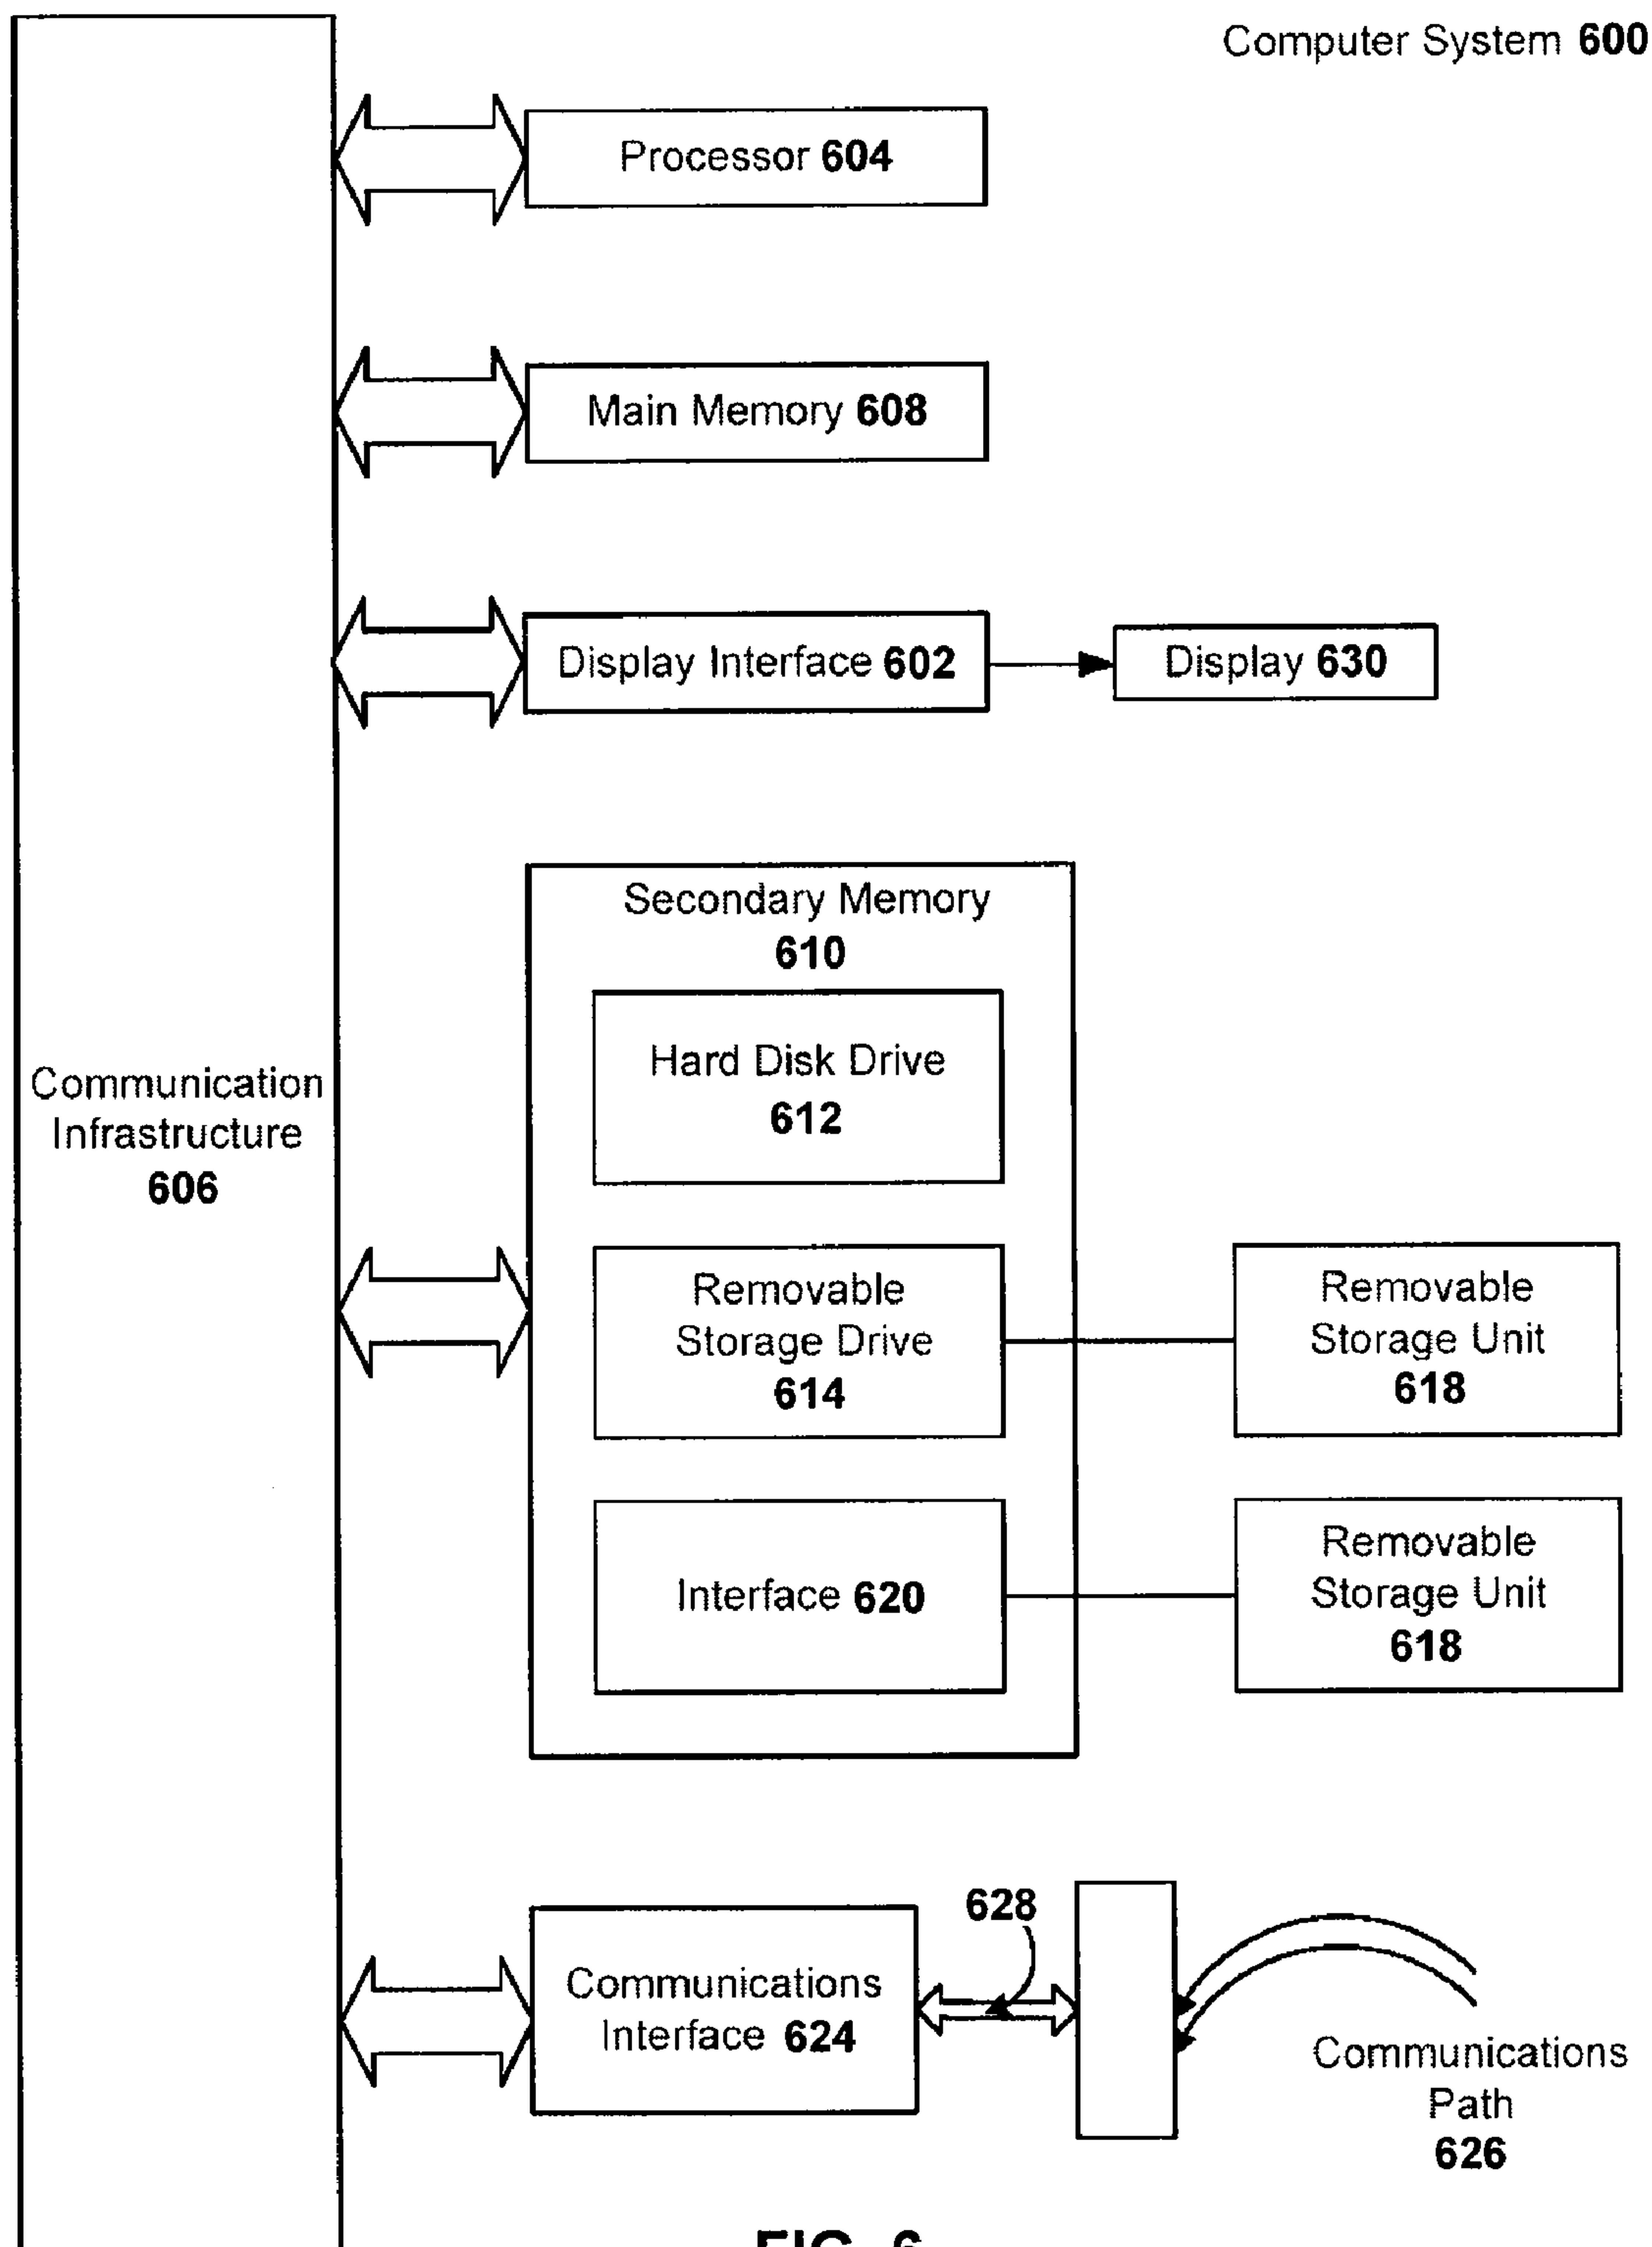 Computer System 600
Processor 604
Main Memory 608
Display Interface 602
Display 630
Secondary Memory
610
Hard Disk Drive
612
Communication
Infrastructure
606
Removable
Storage Drive
614
Removable
Storage Unit
618
Interface 620
Removable
Storage Unit
618
628
Communications
Interface 624
Communications
Path
626
FIG. 6